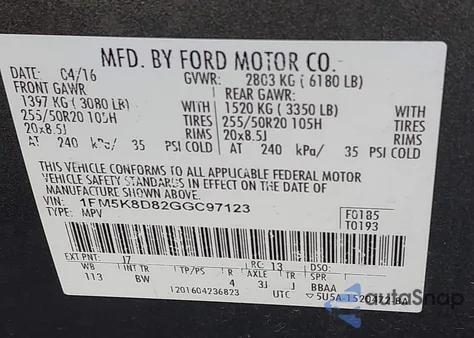 MFD. BY FORD MOTOR CO.
DATE: 04/16 GVWR: 2803 KG ( 6180 LB)
FRONT GAWR: REAR GAWR:
1397 KG ( 3080 LB) 1520 KG ( 3350 LB)
255/50R20 105H TIRES 255/50R20 105H TIRES
20x8.5J RIMS 20x8.5J RIMS
AT 240 kPa/ 35 PSI COLD AT 240 kPa/ 35 PSI COLD
THIS VEHICLE CONFORMS TO ALL APPLICABLE FEDERAL MOTOR
VEHICLE SAFETY STANDARDS IN EFFECT ON THE DATE OF
MANUFACTURE SHOWN ABOVE.
VIN: 1FM5K8D82GGC97123 F0185
TYPE: MPV T0193
EXT PNT: J7 RC: 13 DSO:
WB INT TR TP/PS R AXLE TR SPR
113 BW 4 3J J BBAA
1201604236823 UTC
autoSnap